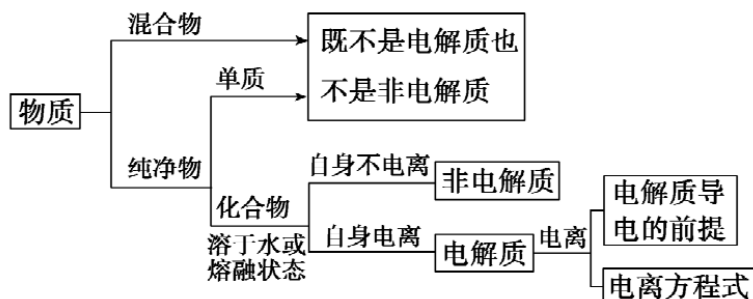 混合物
既不是电解质也
不是非电解质
单质
物质
纯净物
化合物
溶于水或
熔融状态
自身不电离
非电解质
自身电离
电解质
电离
电解质导
电的前提
电离方程式